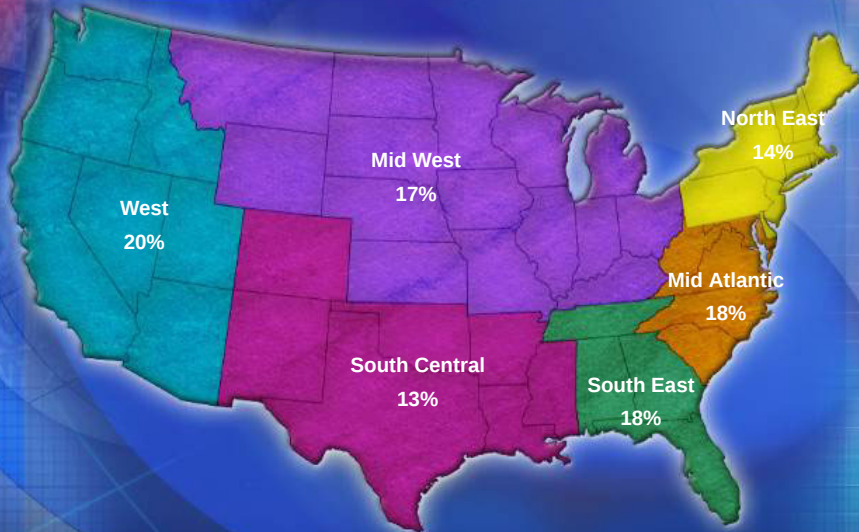 North East
14%
Mid West
17%
West
20%
Mid Atlantic
18%
South Central
13%
South East
18%